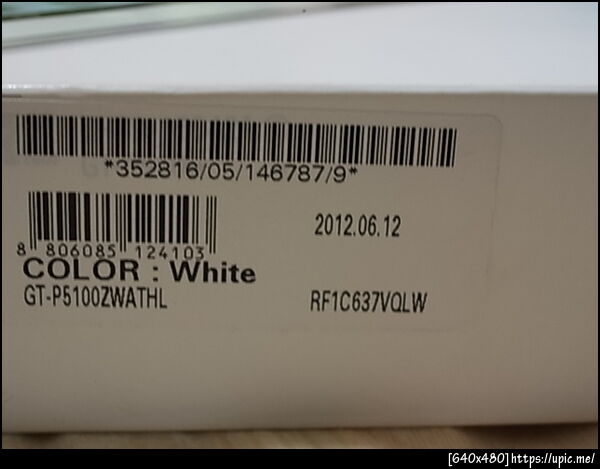 *352816/05/146787/9*
2012.06.12
8 806085 124103
COLOR : White
GT-P5100ZWATHL
RF1C637VQLW
[640x480]https://upic.me/